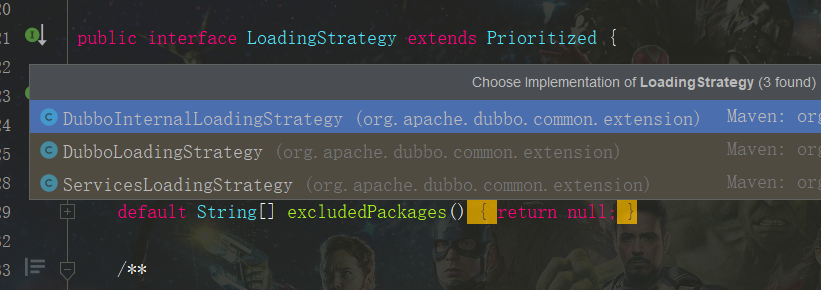 20
21 public interface LoadingStrategy extends Prioritized {
22
Choose Implementation of LoadingStrategy (3 found)
23
DubboInternalLoadingStrategy (org.apache.dubbo.common.extension) Maven: org
24
DubboLoadingStrategy (org.apache.dubbo.common.extension) Maven: org
25
ServicesLoadingStrategy (org.apache.dubbo.common.extension) Maven: org
28
29 default String[] excludedPackages() { return null; }
32
33 /**